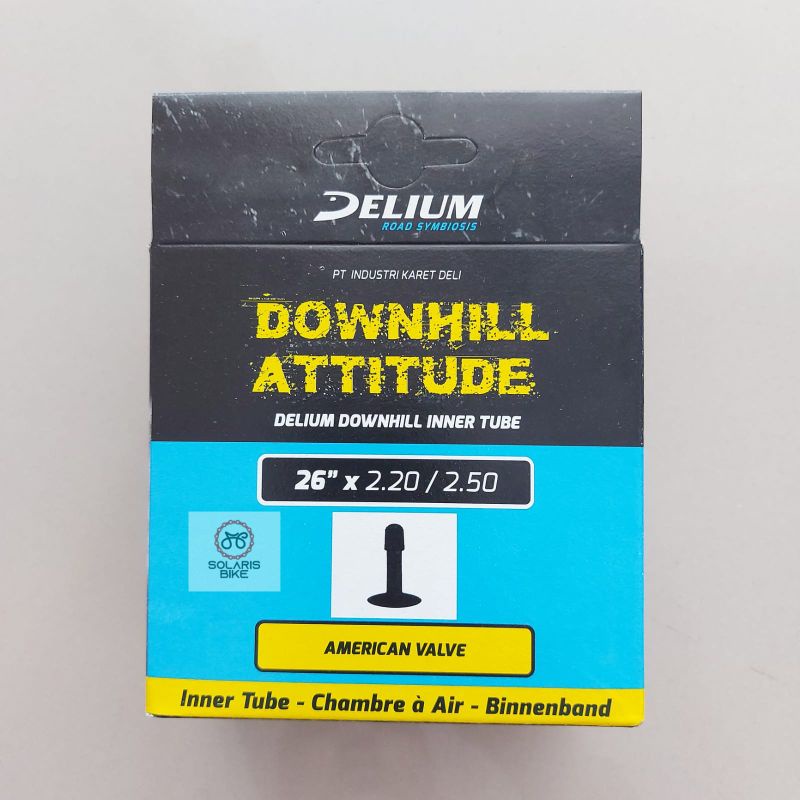 DELIUM
ROAD SYMBIOSIS
PT INDUSTRI KARET DELI
DOWNHILL
ATTITUDE
DELIUM DOWNHILL INNER TUBE
26" x 2.20 / 2.50
SOLARIS
BIKE
AMERICAN VALVE
Inner Tube - Chambre à Air - Binnenband